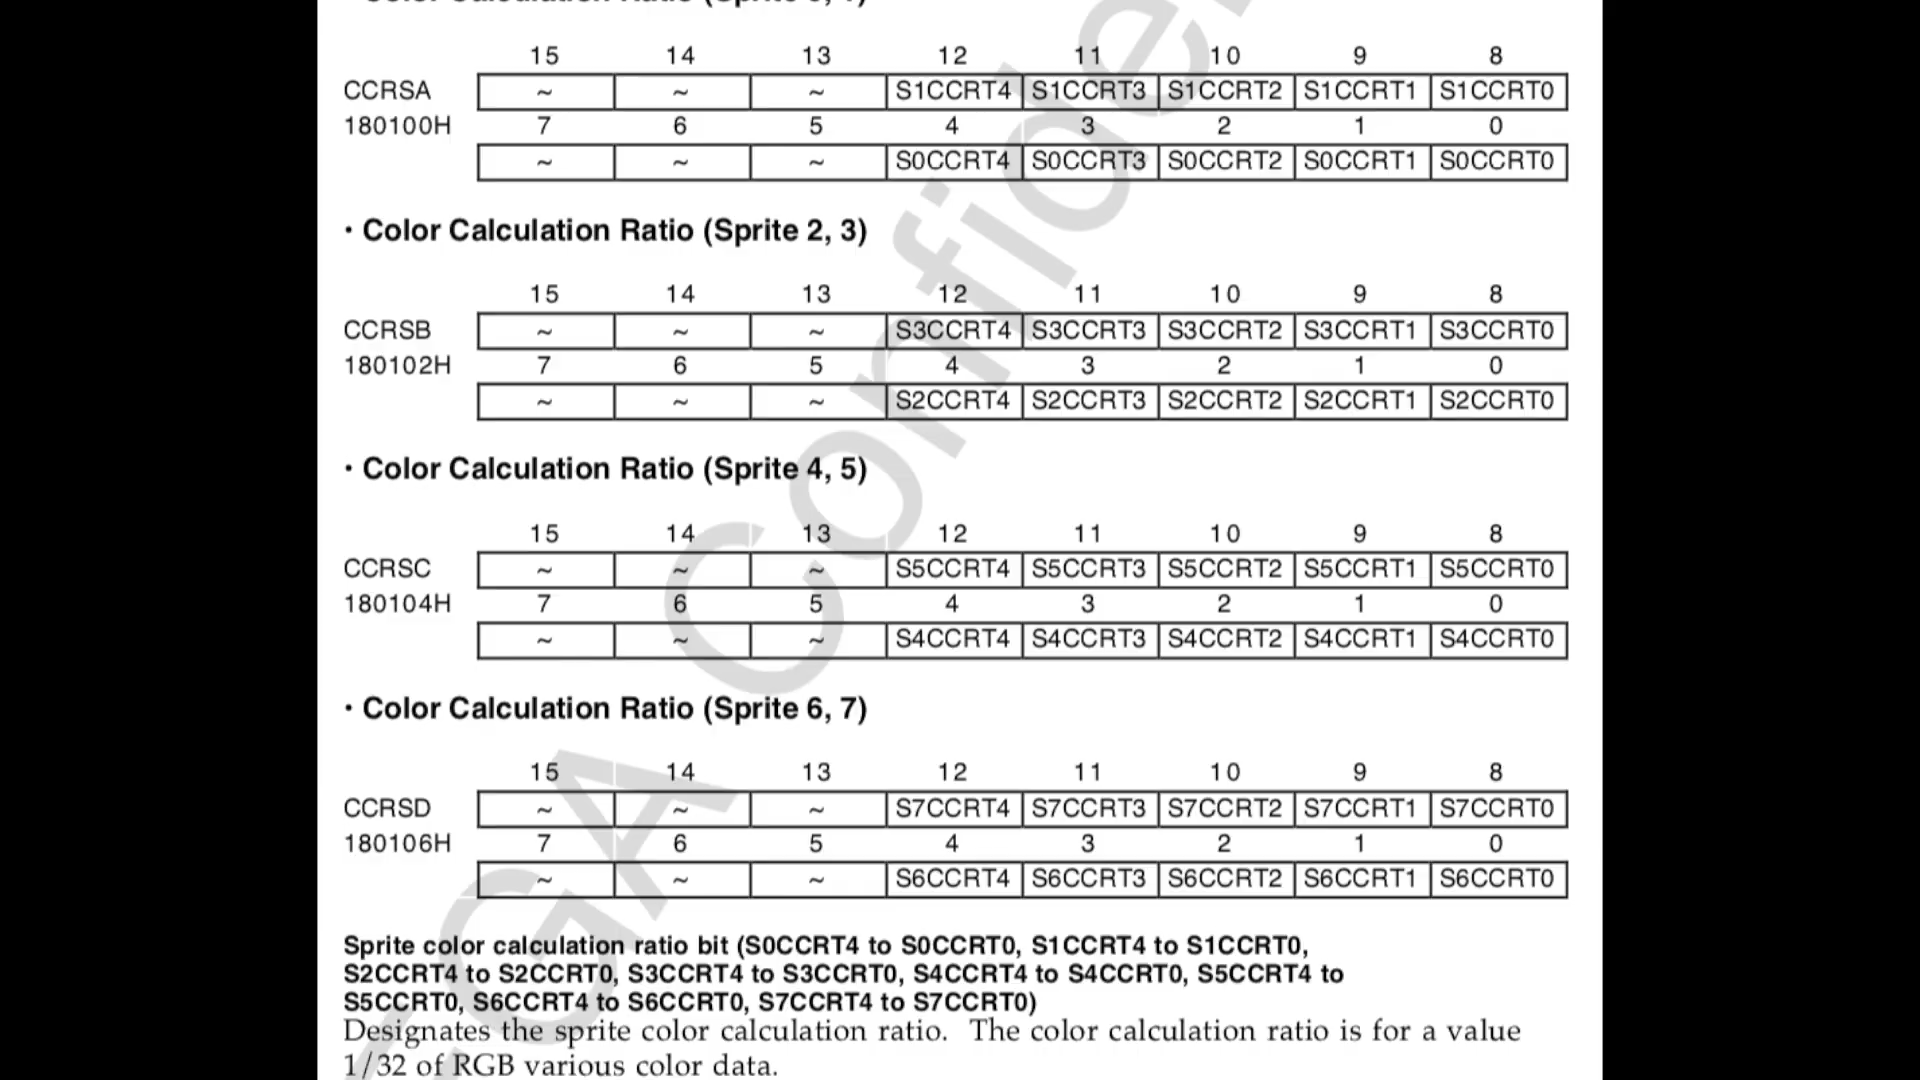 · Color Calculation Ratio (Sprite 0, 1)
15 14 13 12 11 10 9 8
CCRSA ~ ~ ~ S1CCRT4 S1CCRT3 S1CCRT2 S1CCRT1 S1CCRT0
180100H 7 6 5 4 3 2 1 0
~ ~ ~ S0CCRT4 S0CCRT3 S0CCRT2 S0CCRT1 S0CCRT0
· Color Calculation Ratio (Sprite 2, 3)
15 14 13 12 11 10 9 8
CCRSB ~ ~ ~ S3CCRT4 S3CCRT3 S3CCRT2 S3CCRT1 S3CCRT0
180102H 7 6 5 4 3 2 1 0
~ ~ ~ S2CCRT4 S2CCRT3 S2CCRT2 S2CCRT1 S2CCRT0
· Color Calculation Ratio (Sprite 4, 5)
15 14 13 12 11 10 9 8
CCRSC ~ ~ ~ S5CCRT4 S5CCRT3 S5CCRT2 S5CCRT1 S5CCRT0
180104H 7 6 5 4 3 2 1 0
~ ~ ~ S4CCRT4 S4CCRT3 S4CCRT2 S4CCRT1 S4CCRT0
· Color Calculation Ratio (Sprite 6, 7)
15 14 13 12 11 10 9 8
CCRSD ~ ~ ~ S7CCRT4 S7CCRT3 S7CCRT2 S7CCRT1 S7CCRT0
180106H 7 6 5 4 3 2 1 0
~ ~ ~ S6CCRT4 S6CCRT3 S6CCRT2 S6CCRT1 S6CCRT0
Sprite color calculation ratio bit (S0CCRT4 to S0CCRT0, S1CCRT4 to S1CCRT0,
S2CCRT4 to S2CCRT0, S3CCRT4 to S3CCRT0, S4CCRT4 to S4CCRT0, S5CCRT4 to
S5CCRT0, S6CCRT4 to S6CCRT0, S7CCRT4 to S7CCRT0)
Designates the sprite color calculation ratio. The color calculation ratio is for a value
1/32 of RGB various color data.
GA Confide